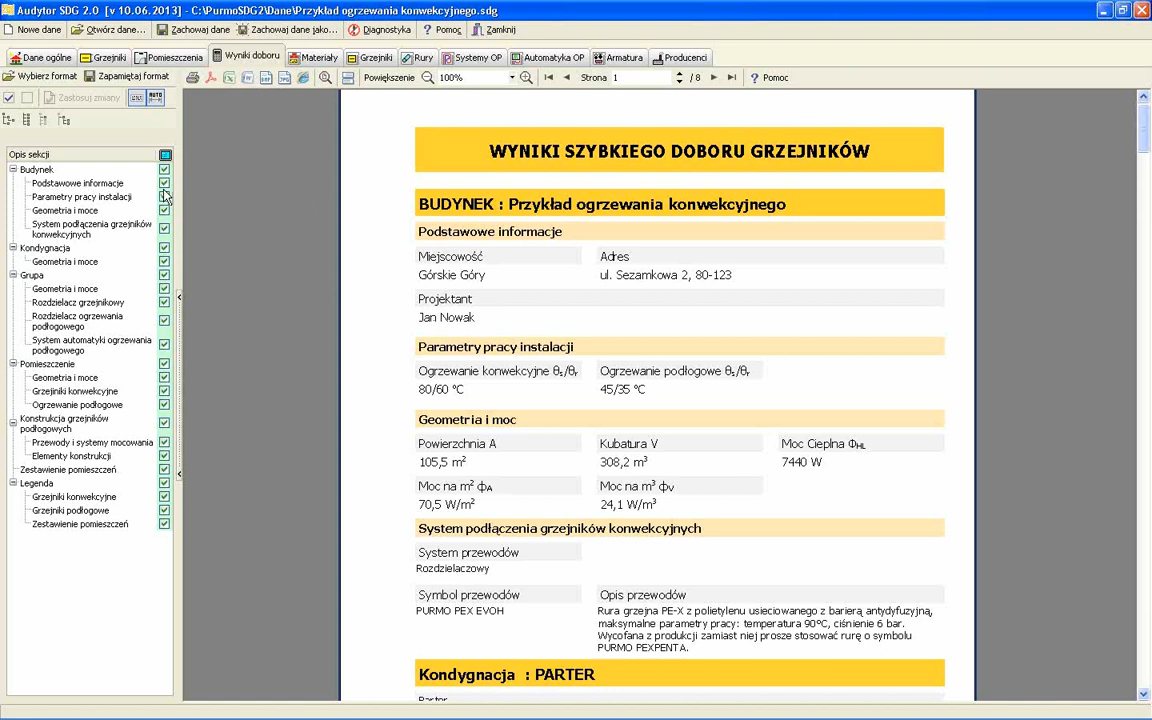 Audytor SDG 2.0 [v 10.06.2013] - C:\PurmoSDG2\Dane\Przykład ogrzewania konwekcyjnego.sdg
Nowe dane Otwórz dane... Zachowaj dane Zachowaj dane jako... Diagnostyka Pomoc Zamknij
Dane ogólne Grzejniki Pomieszczenia Wyniki doboru Materiały Grzejniki Rury Systemy OP Automatyka OP Armatura Producenci
Wybierz format Zapamiętaj format Powiększenie 100% Strona 1 / 8 Pomoc
Zastosuj zmiany AUTO
Opis sekcji
Budynek
Podstawowe informacje
Parametry pracy instalacji
Geometria i moce
System podłączenia grzejników
konwekcyjnych
Kondygnacja
Geometria i moce
Grupa
Geometria i moce
Rozdzielacz grzejnikowy
Rozdzielacz ogrzewania
podłogowego
System automatyki ogrzewania
podłogowego
Pomieszczenie
Geometria i moce
Grzejniki konwekcyjne
Ogrzewanie podłogowe
Konstrukcja grzejników
podłogowych
Przewody i systemy mocowania
Elementy konstrukcji
Zestawienie pomieszczeń
Legenda
Grzejniki konwekcyjne
Grzejniki podłogowe
Zestawienie pomieszczeń
WYNIKI SZYBKIEGO DOBORU GRZEJNIKÓW
BUDYNEK : Przykład ogrzewania konwekcyjnego
Podstawowe informacje
Miejscowość Adres
Górskie Góry ul. Sezamkowa 2, 80-123
Projektant
Jan Nowak
Parametry pracy instalacji
Ogrzewanie konwekcyjne θs/θr Ogrzewanie podłogowe θs/θr
80/60 °C 45/35 °C
Geometria i moc
Powierzchnia A Kubatura V Moc Cieplna ΦHL
105,5 m² 308,2 m³ 7440 W
Moc na m² ϕA Moc na m³ ϕV
70,5 W/m² 24,1 W/m³
System podłączenia grzejników konwekcyjnych
System przewodów
Rozdzielaczowy
Symbol przewodów Opis przewodów
PURMO PEX EVOH Rura grzejna PE-X z polietylenu usieciowanego z barierą antydyfuzyjną,
maksymalne parametry pracy: temperatura 90°C, ciśnienie 6 bar.
Wycofana z produkcji zamiast niej prosze stosować rurę o symbolu
PURMO PEXPENTA.
Kondygnacja : PARTER
Parter